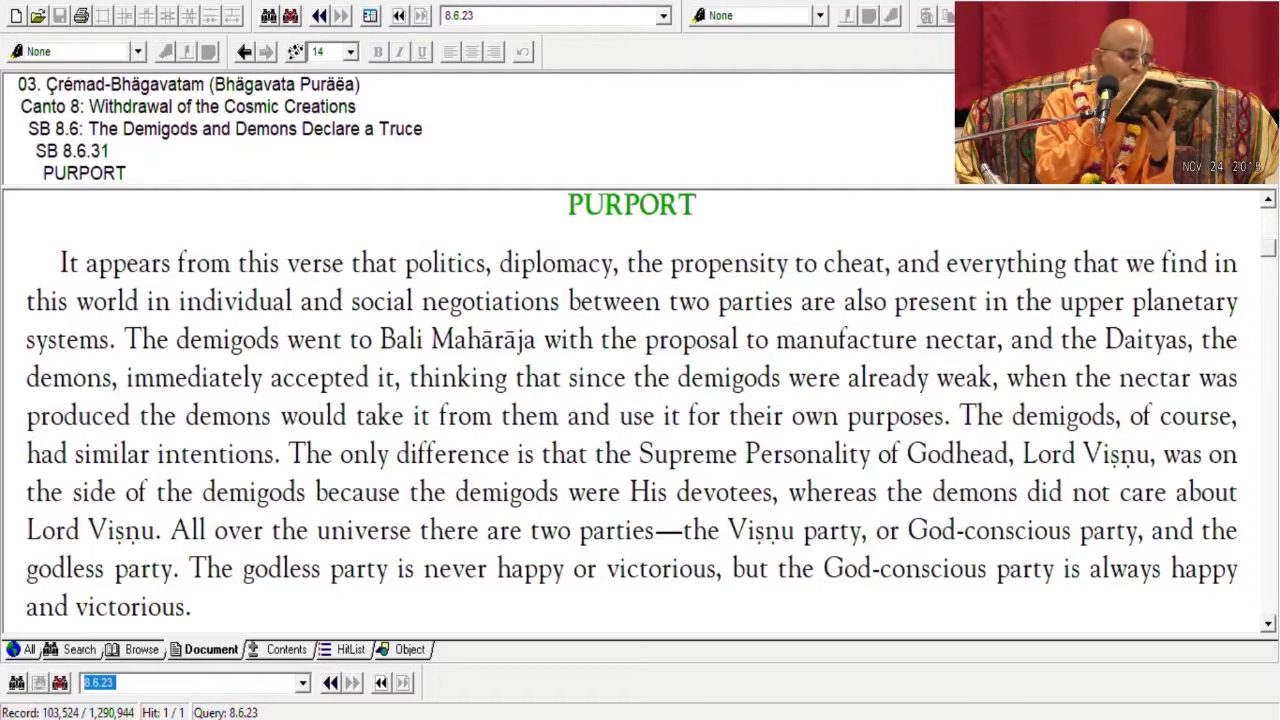 8.6.23
None
None
14
B I U
03. Çrémad-Bhägavatam (Bhägavata Puräëa)
Canto 8: Withdrawal of the Cosmic Creations
SB 8.6: The Demigods and Demons Declare a Truce
SB 8.6.31
PURPORT
NOV 24 2019
PURPORT
It appears from this verse that politics, diplomacy, the propensity to cheat, and everything that we find in
this world in individual and social negotiations between two parties are also present in the upper planetary
systems. The demigods went to Bali Mahārāja with the proposal to manufacture nectar, and the Daityas, the
demons, immediately accepted it, thinking that since the demigods were already weak, when the nectar was
produced the demons would take it from them and use it for their own purposes. The demigods, of course,
had similar intentions. The only difference is that the Supreme Personality of Godhead, Lord Viṣṇu, was on
the side of the demigods because the demigods were His devotees, whereas the demons did not care about
Lord Viṣṇu. All over the universe there are two parties—the Viṣṇu party, or God-conscious party, and the
godless party. The godless party is never happy or victorious, but the God-conscious party is always happy
and victorious.
All Search Browse Document Contents HitList Object
8.6.23
Record: 103,524 / 1,290,944 Hit: 1 / 1 Query: 8.6.23